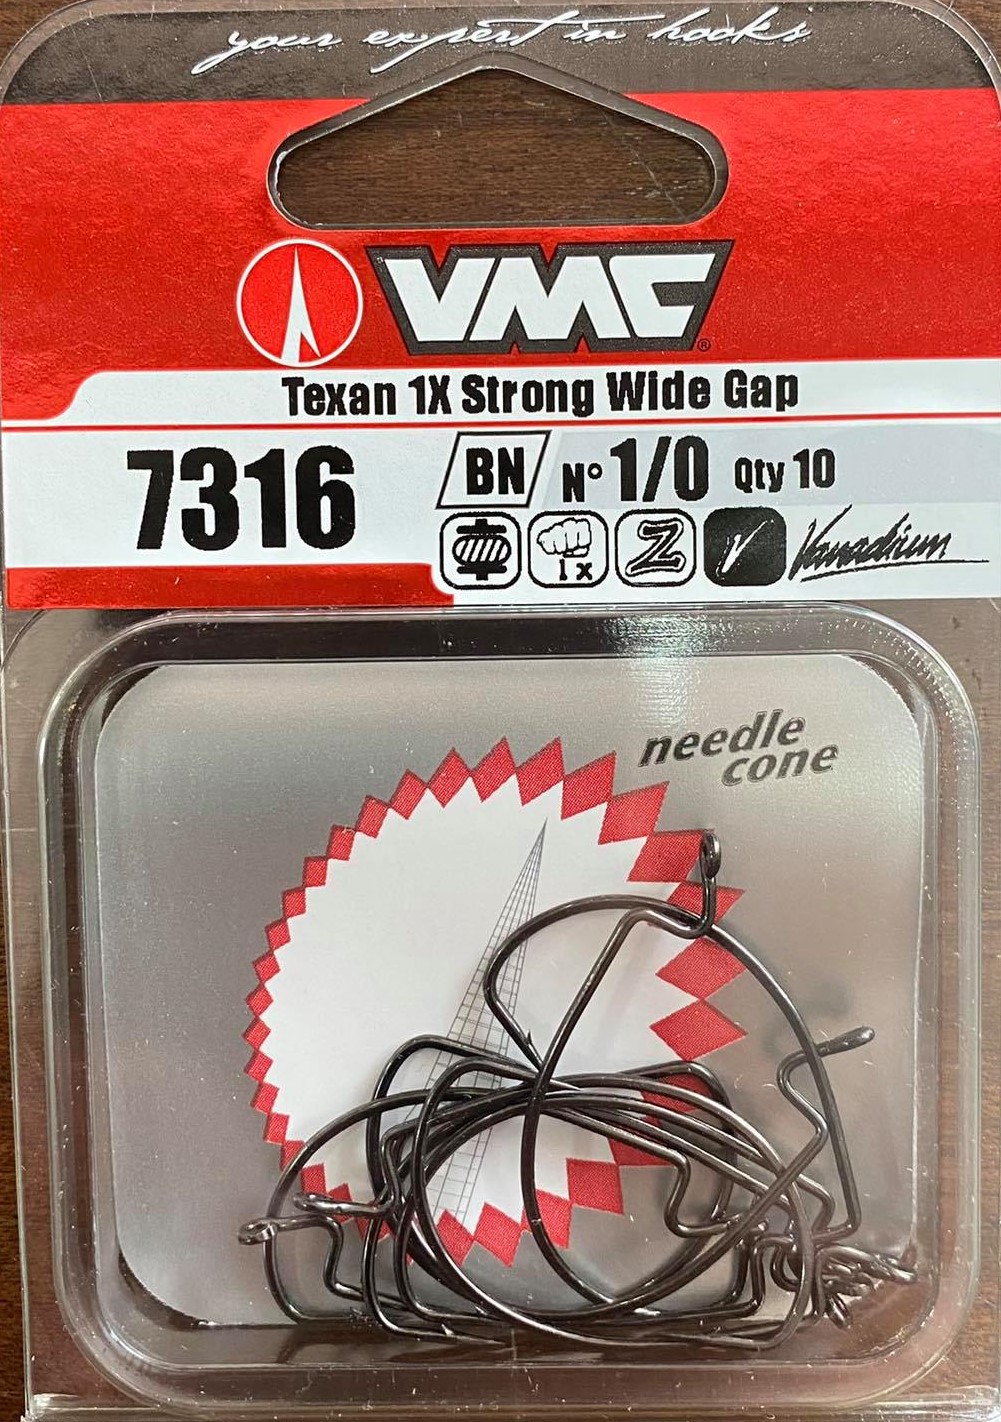 your expert in hooks
VMC®
Texan 1X Strong Wide Gap
7316 BN N° 1/0 Qty 10
1x Z V Vanadium
needle
cone